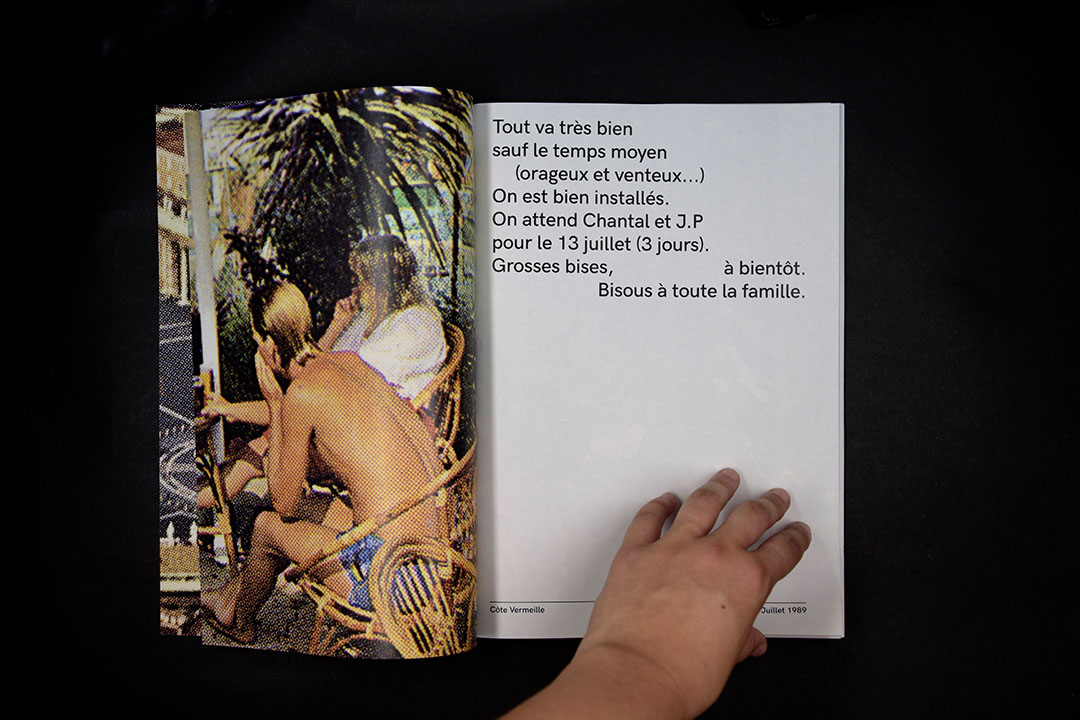 Tout va très bien
sauf le temps moyen
(orageux et venteux...)
On est bien installés.
On attend Chantal et J.P
pour le 13 juillet (3 jours).
Grosses bises, à bientôt.
Bisous à toute la famille.
Côte Vermeille Juillet 1989